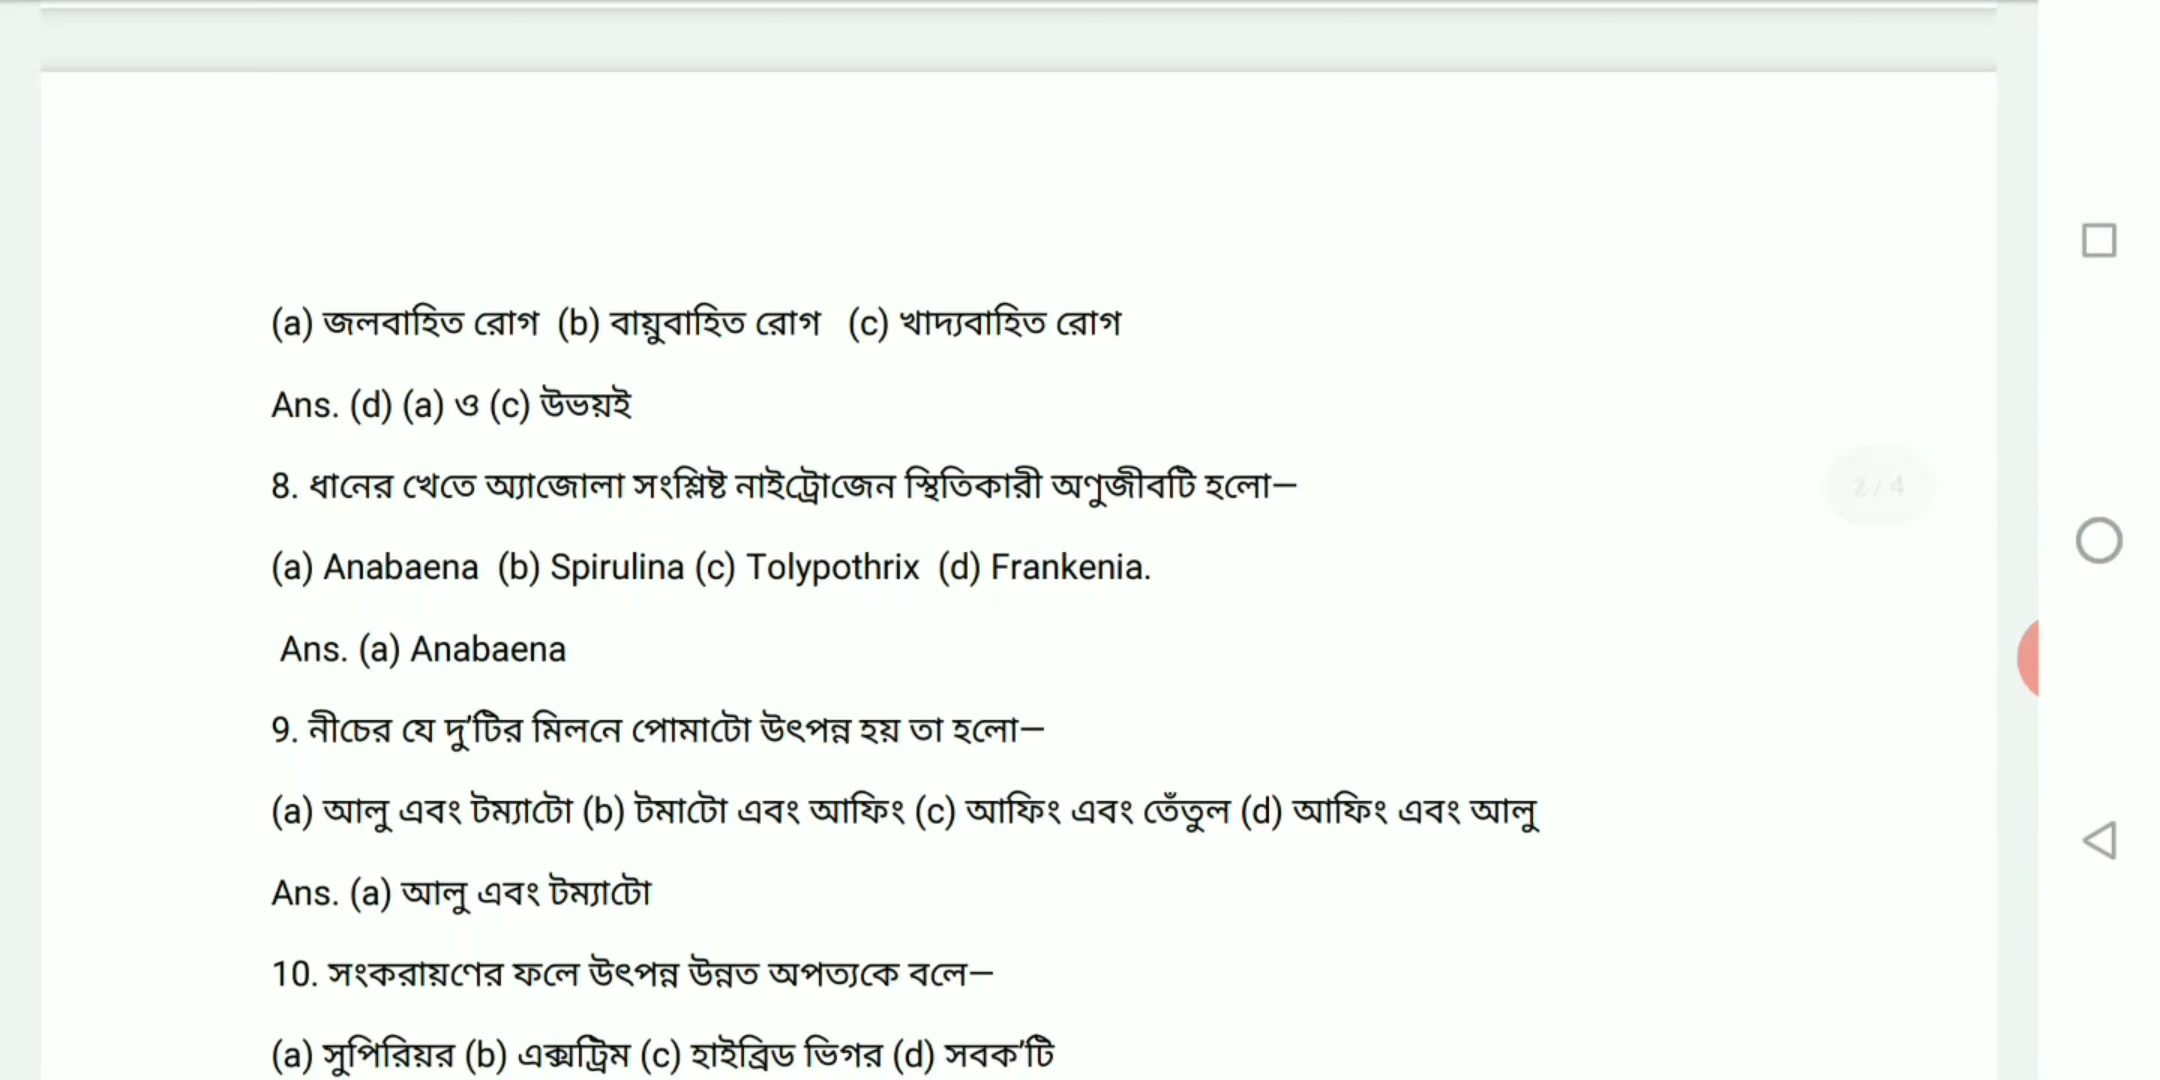 (a) জলবাহিত রোগ (b) বায়ুবাহিত রোগ (c) খাদ্যবাহিত রোগ
Ans. (d) (a) ও (c) উভয়ই
8. ধানের খেতে অ্যাজোলা সংশ্লিষ্ট নাইট্রোজেন স্থিতিকারী অণুজীবটি হলো–
2 / 4
(a) Anabaena (b) Spirulina (c) Tolypothrix (d) Frankenia.
Ans. (a) Anabaena
9. নীচের যে দু'টির মিলনে পোমাটো উৎপন্ন হয় তা হলো–
(a) আলু এবং টম্যাটো (b) টমাটো এবং আফিং (c) আফিং এবং তেঁতুল (d) আফিং এবং আলু
Ans. (a) আলু এবং টম্যাটো
10. সংকরায়ণের ফলে উৎপন্ন উন্নত অপত্যকে বলে–
(a) সুপিরিয়র (b) এক্সট্রিম (c) হাইব্রিড ভিগর (d) সবক'টি